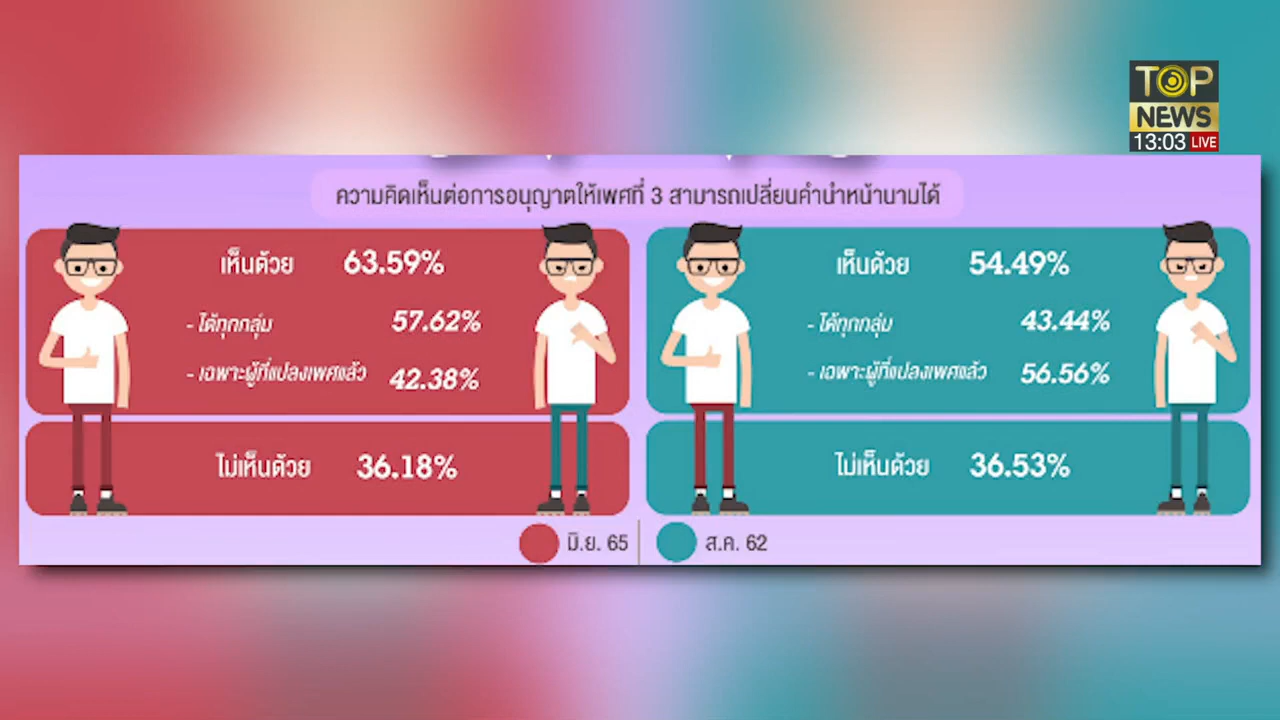 TOP
NEWS
13:03 LIVE
ความคิดเห็นต่อการอนุญาตให้เพศที่ 3 สามารถเปลี่ยนคำนำหน้านามได้
เห็นด้วย 63.59%
- ได้ทุกกลุ่ม 57.62%
- เฉพาะผู้ที่แปลงเพศแล้ว 42.38%
ไม่เห็นด้วย 36.18%
เห็นด้วย 54.49%
- ได้ทุกกลุ่ม 43.44%
- เฉพาะผู้ที่แปลงเพศแล้ว 56.56%
ไม่เห็นด้วย 36.53%
มิ.ย. 65
ส.ค. 62